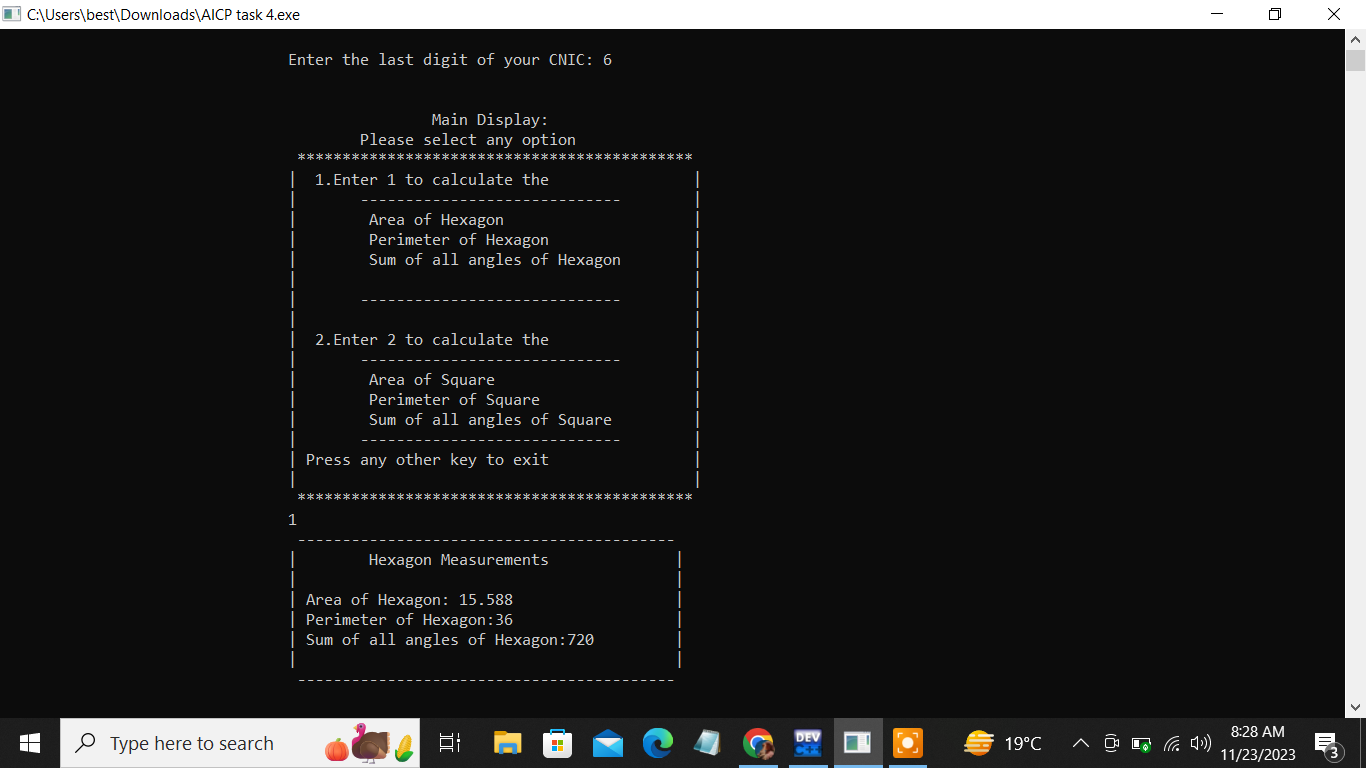 C:\Users\best\Downloads\AICP task 4.exe
Enter the last digit of your CNIC: 6
Main Display:
Please select any option
********************************************
| 1.Enter 1 to calculate the |
| ----------------------------- |
| Area of Hexagon |
| Perimeter of Hexagon |
| Sum of all angles of Hexagon |
| |
| ----------------------------- |
| |
| 2.Enter 2 to calculate the |
| ----------------------------- |
| Area of Square |
| Perimeter of Square |
| Sum of all angles of Square |
| ----------------------------- |
| Press any other key to exit |
| |
********************************************
1
------------------------------------------
| Hexagon Measurements |
| |
| Area of Hexagon: 15.588 |
| Perimeter of Hexagon:36 |
| Sum of all angles of Hexagon:720 |
| |
------------------------------------------
Type here to search
DEV
19°C
8:28 AM
11/23/2023
3